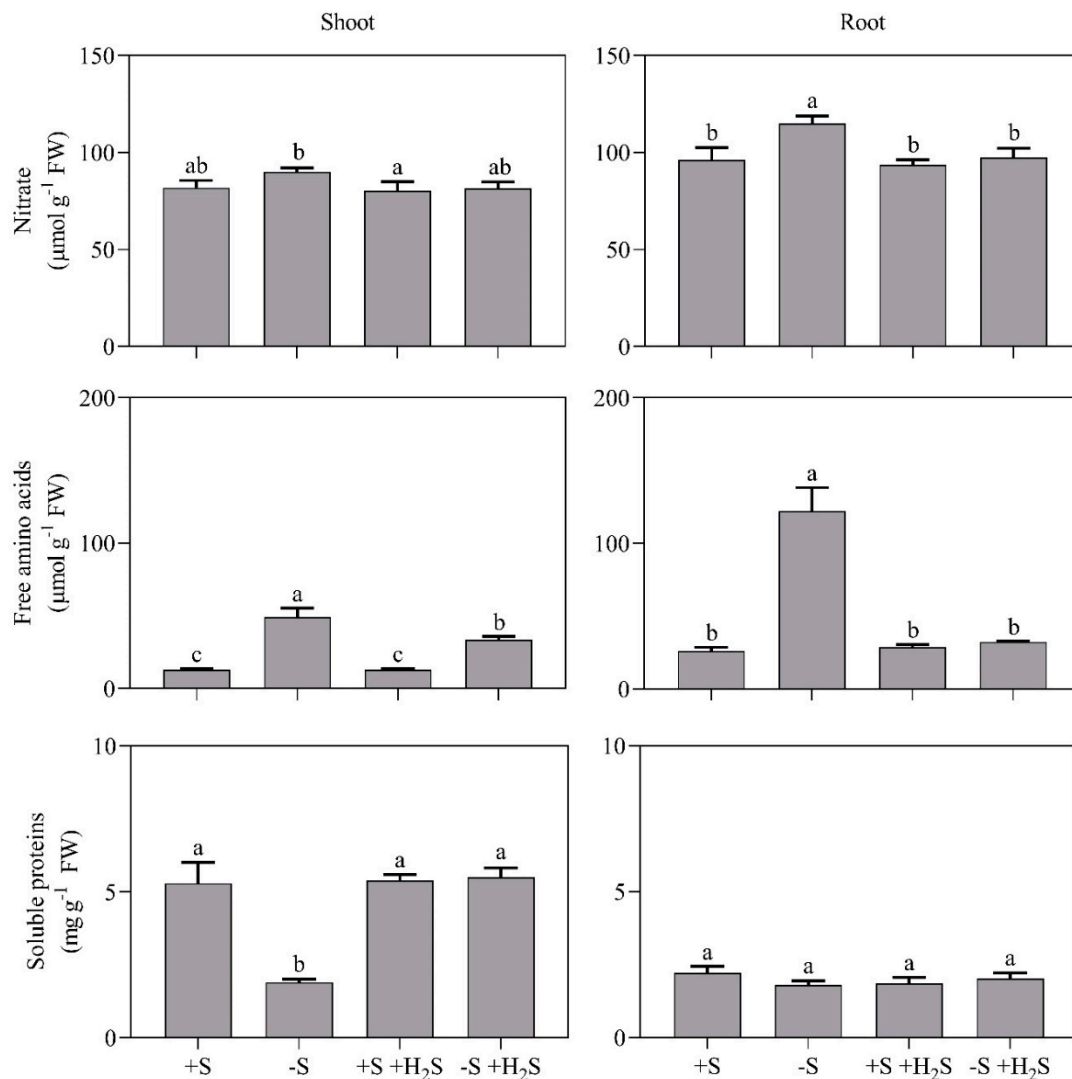 Shoot
Root
Nitrate
(μmol g⁻¹ FW)
150
100
50
0
ab
b
a
ab
150
100
50
0
b
a
b
b
Free amino acids
(μmol g⁻¹ FW)
200
100
0
c
a
c
b
200
100
0
b
a
b
b
Soluble proteins
(mg g⁻¹ FW)
10
5
0
a
b
a
a
10
5
0
a
a
a
a
+S
-S
+S +H₂S
-S +H₂S
+S
-S
+S +H₂S
-S +H₂S